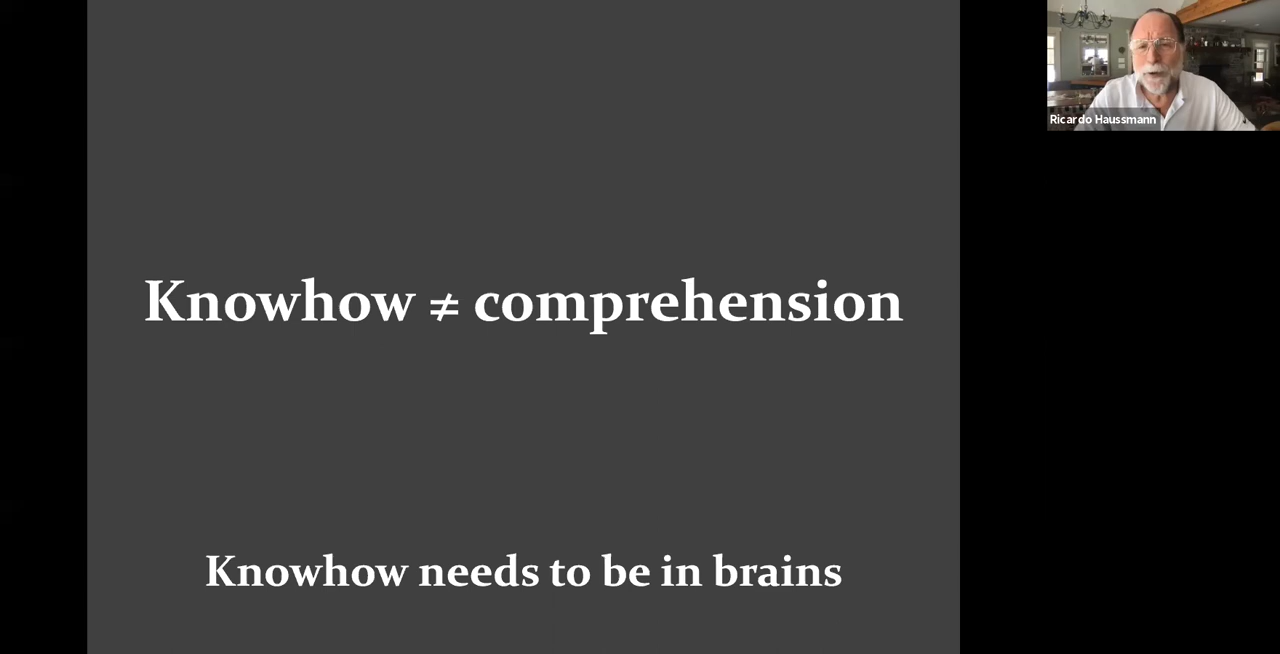 Knowhow ≠ comprehension
Knowhow needs to be in brains
Ricardo Haussmann